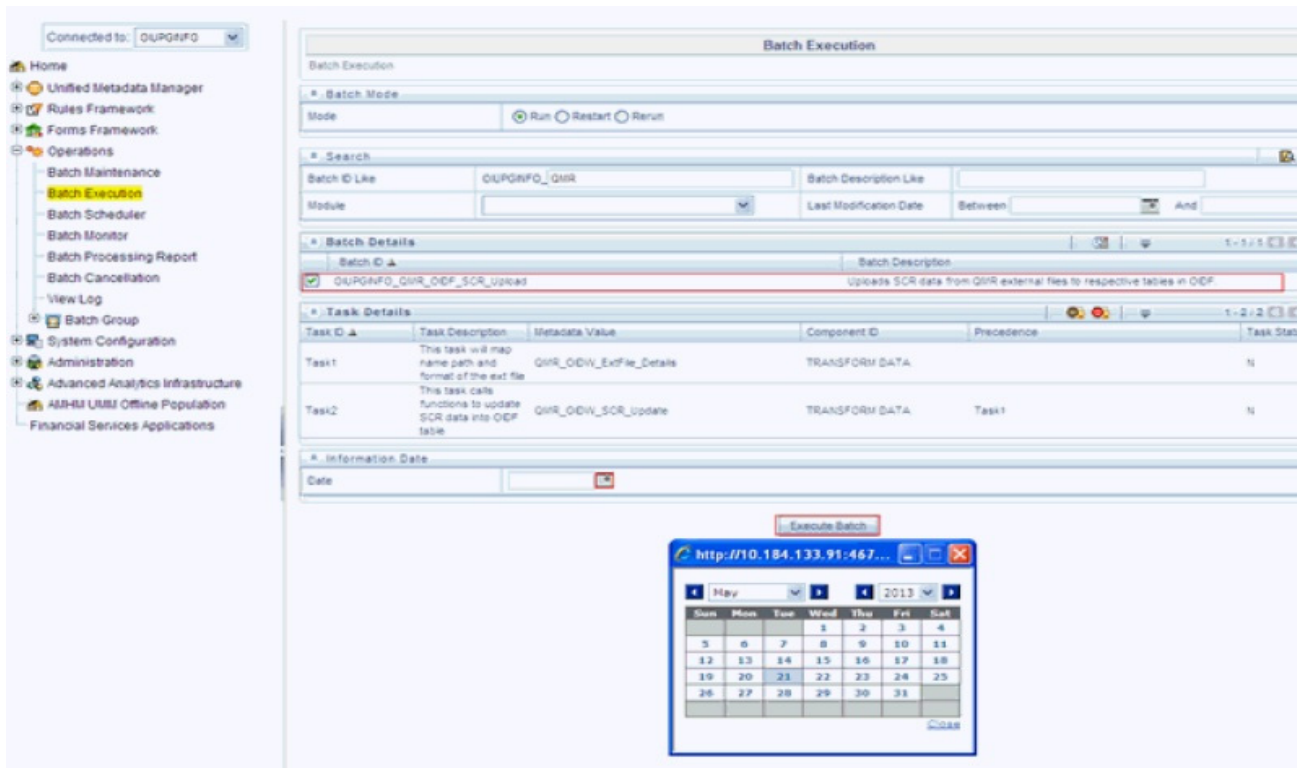 Connected to: OIUPGINFO
Home
Unified Metadata Manager
Rules Framework
Forms Framework
Operations
Batch Maintenance
Batch Execution
Batch Scheduler
Batch Monitor
Batch Processing Report
Batch Cancellation
View Log
Batch Group
System Configuration
Administration
Advanced Analytics Infrastructure
AMHM UMM Offline Population
Financial Services Applications
Batch Execution
Batch Execution
Batch Mode
Mode Run Restart Rerun
Search
Batch ID Like OIUPGINFO_ QMR Batch Description Like
Module Last Modification Date Between And
Batch Details 1 - 1 / 1
Batch ID Batch Description
OIUPGINFO_QMR_OIDF_SCR_Upload Uploads SCR data from QMR external files to respective tables in OIDF
Task Details 1 - 2 / 2
Task ID Task Description Metadata Value Component ID Precedence Task Stat
Task1 This task will map name path and format of the ext file QMR_OIDW_ExtFile_Details TRANSFORM DATA N
Task2 This task calls functions to update SCR data into OIDF table QMR_OIDW_SCR_Update TRANSFORM DATA Task1 N
Information Date
Date
Execute Batch
http://10.184.133.91:467...
May 2013
Sun Mon Tue Wed Thu Fri Sat
1 2 3 4
5 6 7 8 9 10 11
12 13 14 15 16 17 18
19 20 21 22 23 24 25
26 27 28 29 30 31
Close